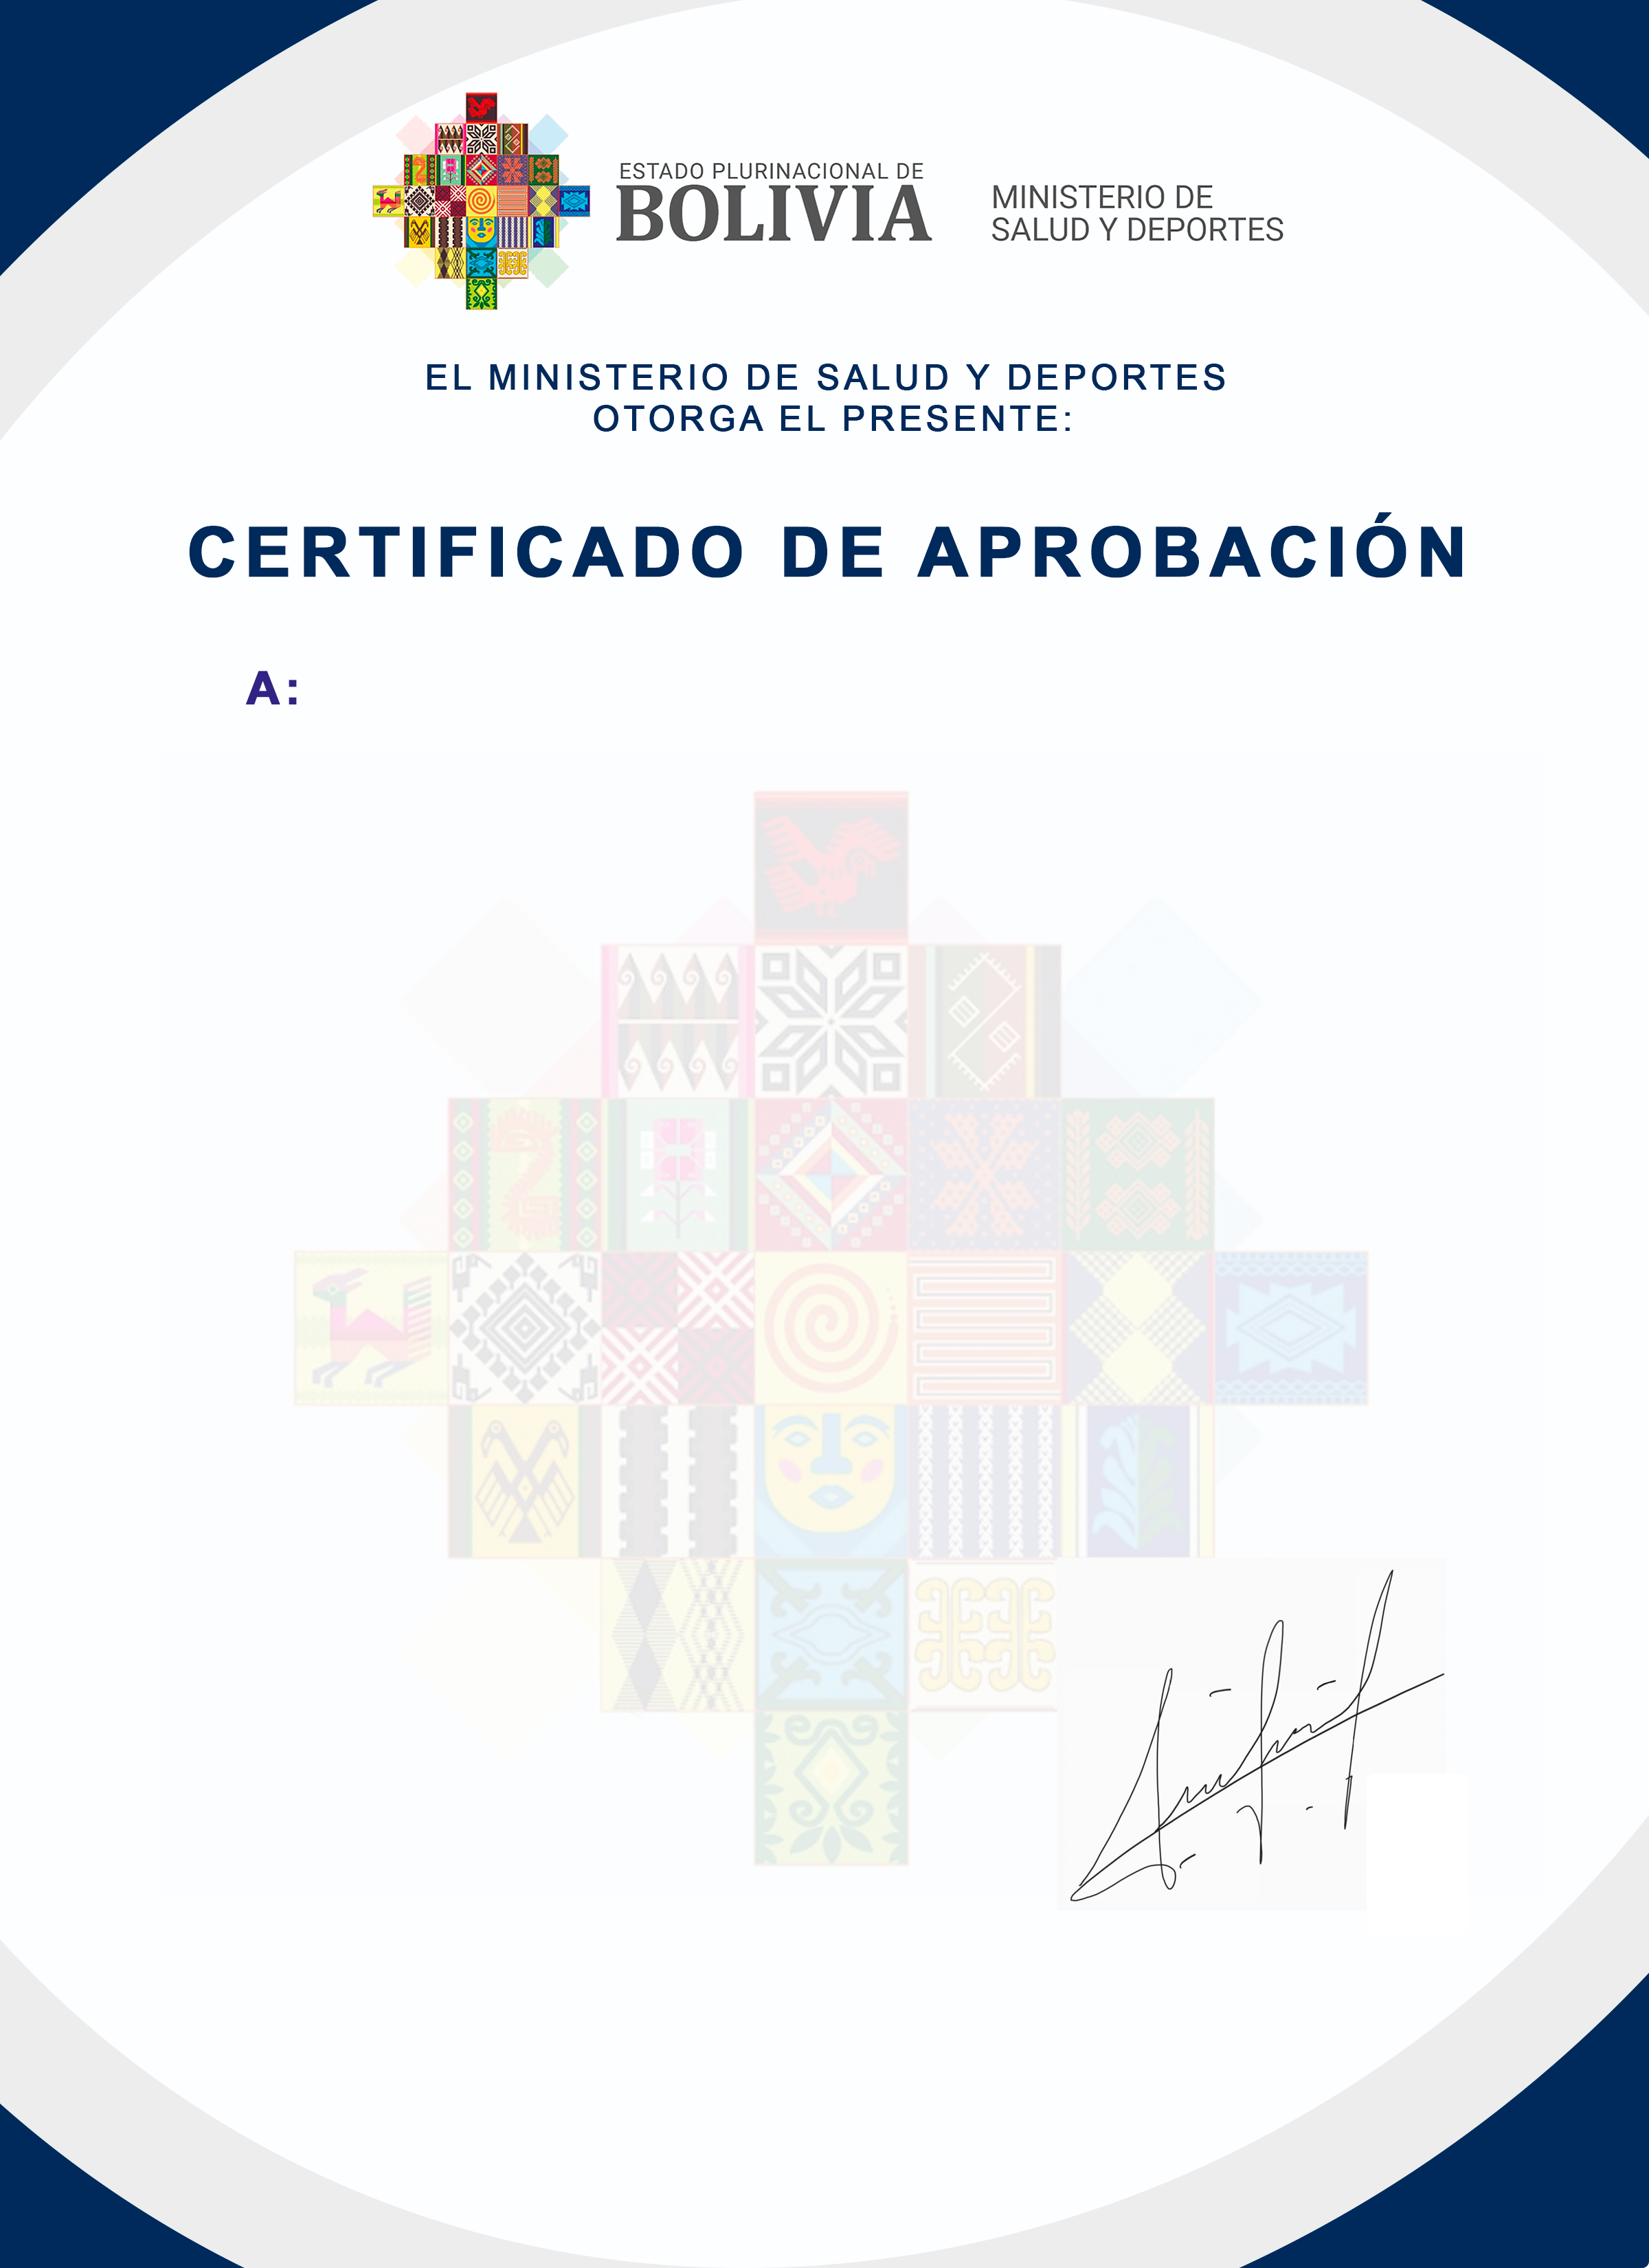 ESTADO PLURINACIONAL DE
BOLIVIA
MINISTERIO DE
SALUD Y DEPORTES
EL MINISTERIO DE SALUD Y DEPORTES
OTORGA EL PRESENTE:
CERTIFICADO DE APROBACIÓN
A: